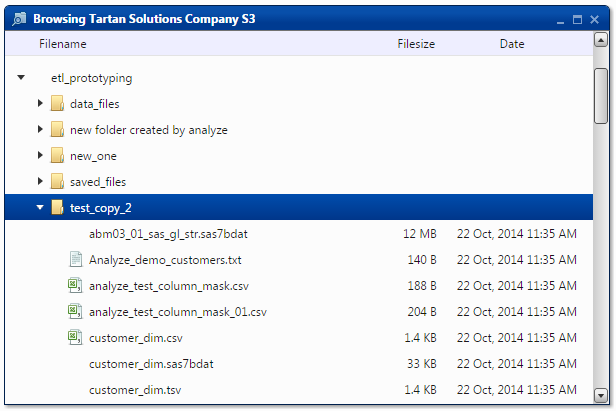 Browsing Tartan Solutions Company S3
Filename Filesize Date
etl_prototyping
data_files
new folder created by analyze
new_one
saved_files
test_copy_2
abm03_01_sas_gl_str.sas7bdat 12 MB 22 Oct, 2014 11:35 AM
Analyze_demo_customers.txt 140 B 22 Oct, 2014 11:35 AM
analyze_test_column_mask.csv 188 B 22 Oct, 2014 11:35 AM
analyze_test_column_mask_01.csv 204 B 22 Oct, 2014 11:35 AM
customer_dim.csv 1.4 KB 22 Oct, 2014 11:35 AM
customer_dim.sas7bdat 33 KB 22 Oct, 2014 11:35 AM
customer_dim.tsv 1.4 KB 22 Oct, 2014 11:35 AM